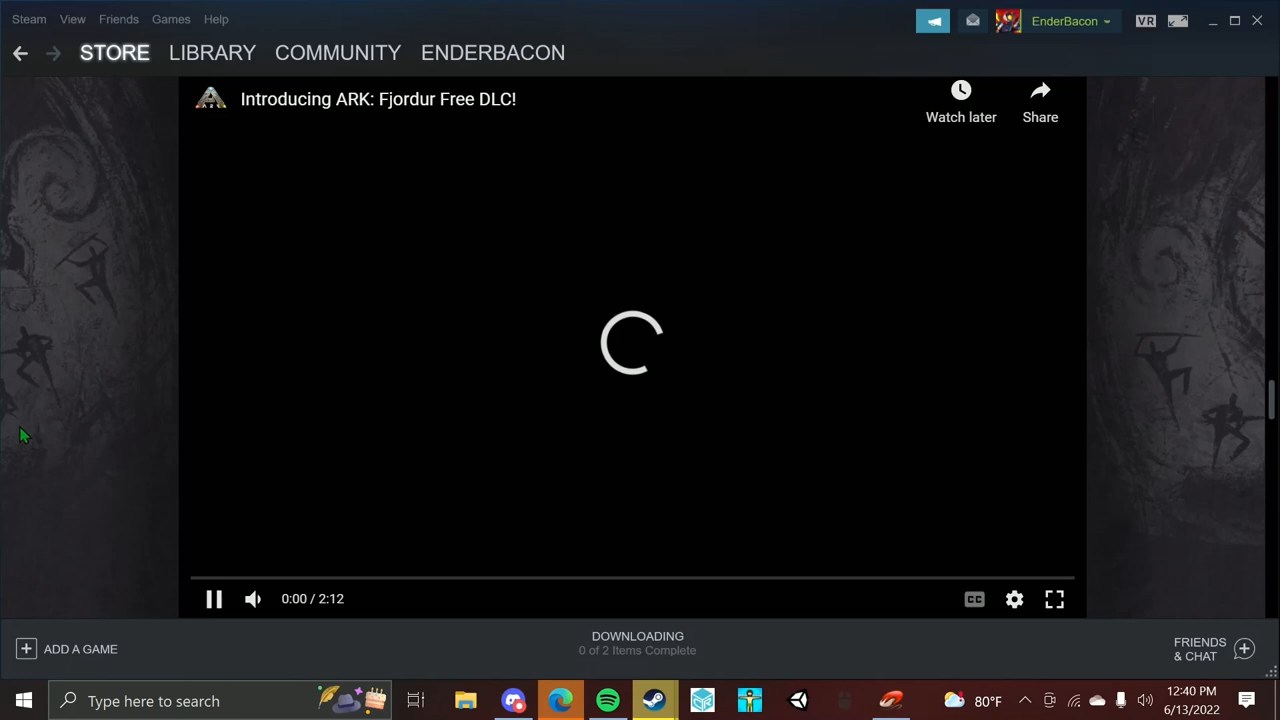 Steam View Friends Games Help
EnderBacon
VR
STORE LIBRARY COMMUNITY ENDERBACON
Introducing ARK: Fjordur Free DLC!
Watch later Share
0:00 / 2:12
CC
ADD A GAME
DOWNLOADING
0 of 2 Items Complete
FRIENDS
& CHAT
Type here to search
80°F
12:40 PM
6/13/2022